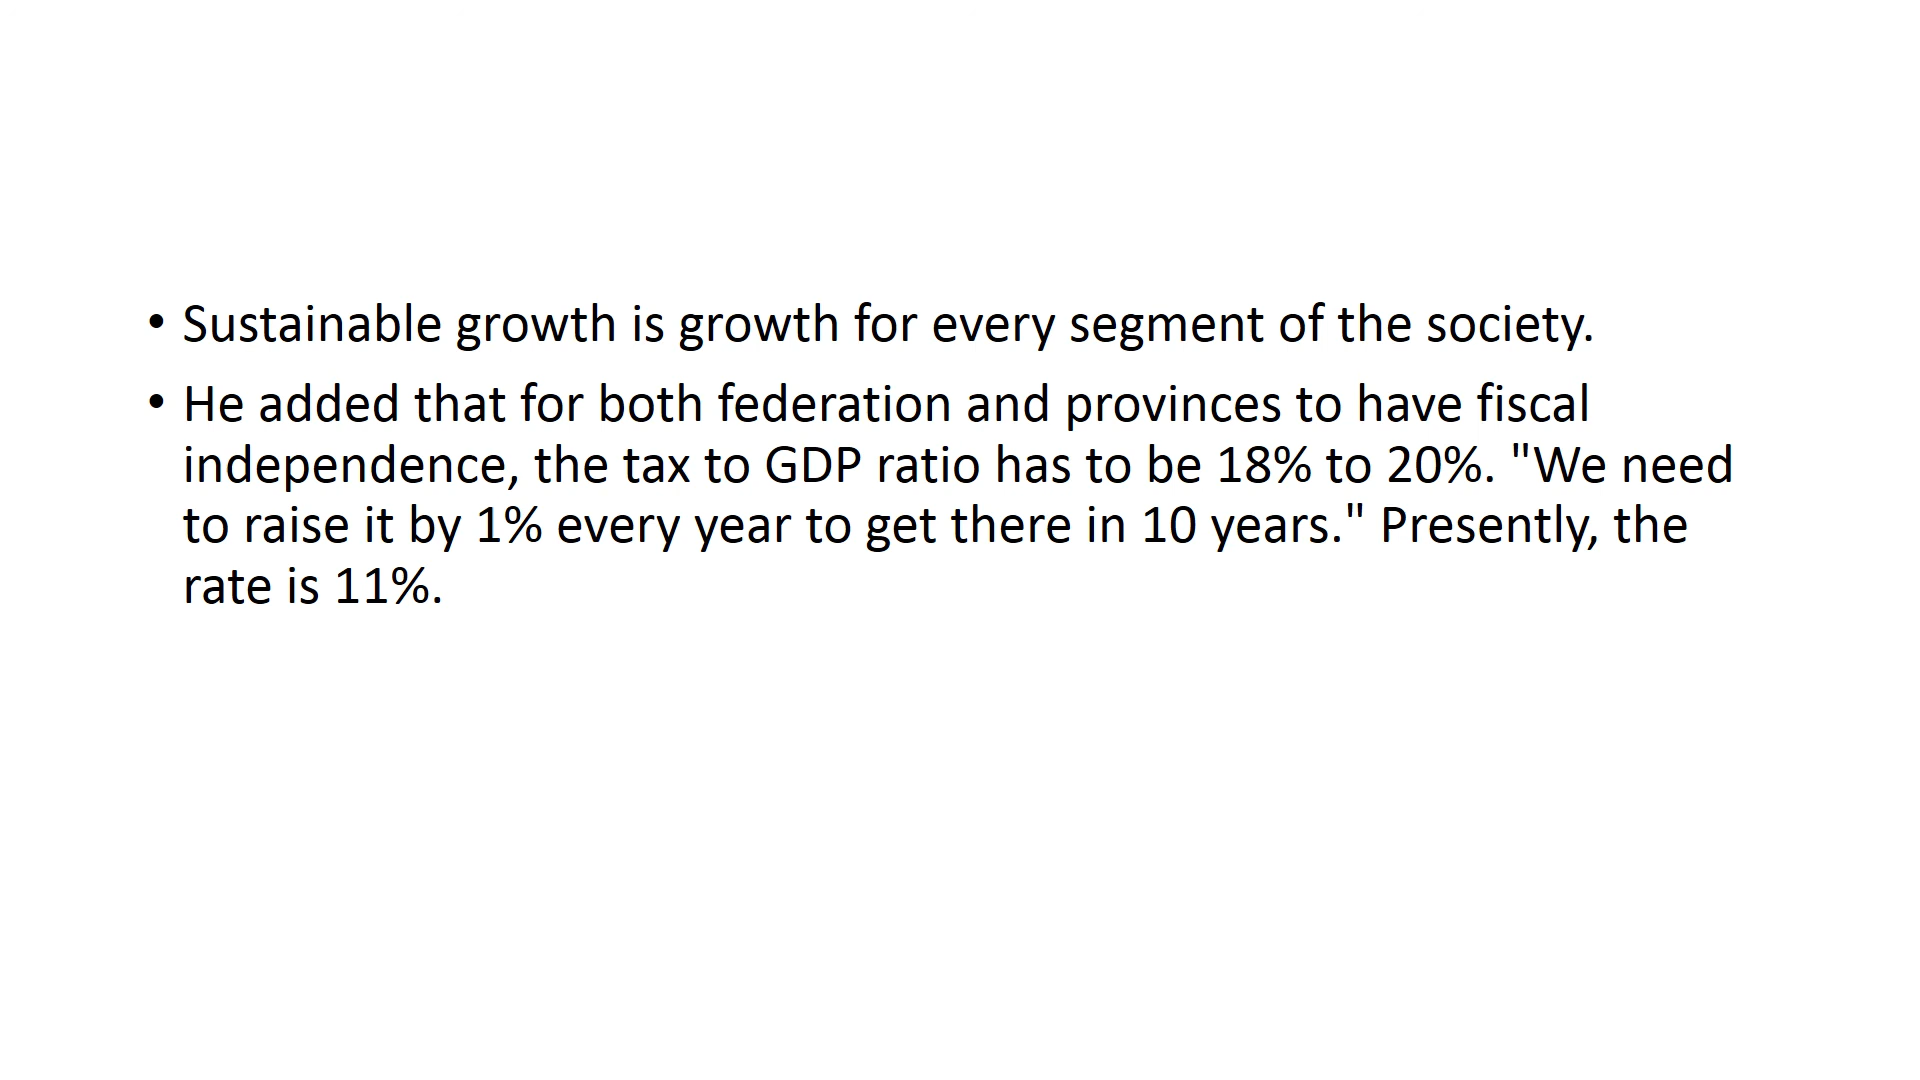 • Sustainable growth is growth for every segment of the society.
• He added that for both federation and provinces to have fiscal
independence, the tax to GDP ratio has to be 18% to 20%. "We need
to raise it by 1% every year to get there in 10 years." Presently, the
rate is 11%.